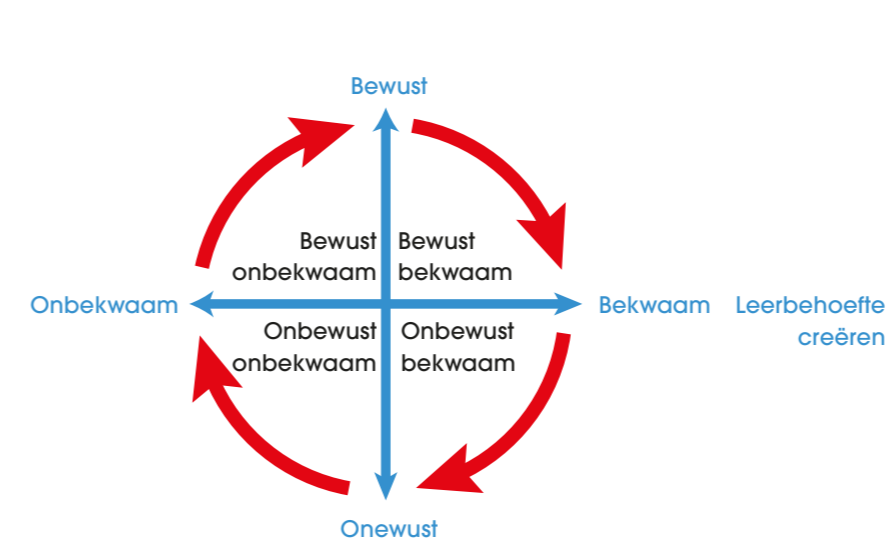 Bewust
Bewust
onbekwaam
Bewust
bekwaam
Onbekwaam
Bekwaam
Leerbehoefte
creëren
Onbewust
onbekwaam
Onbewust
bekwaam
Onewust